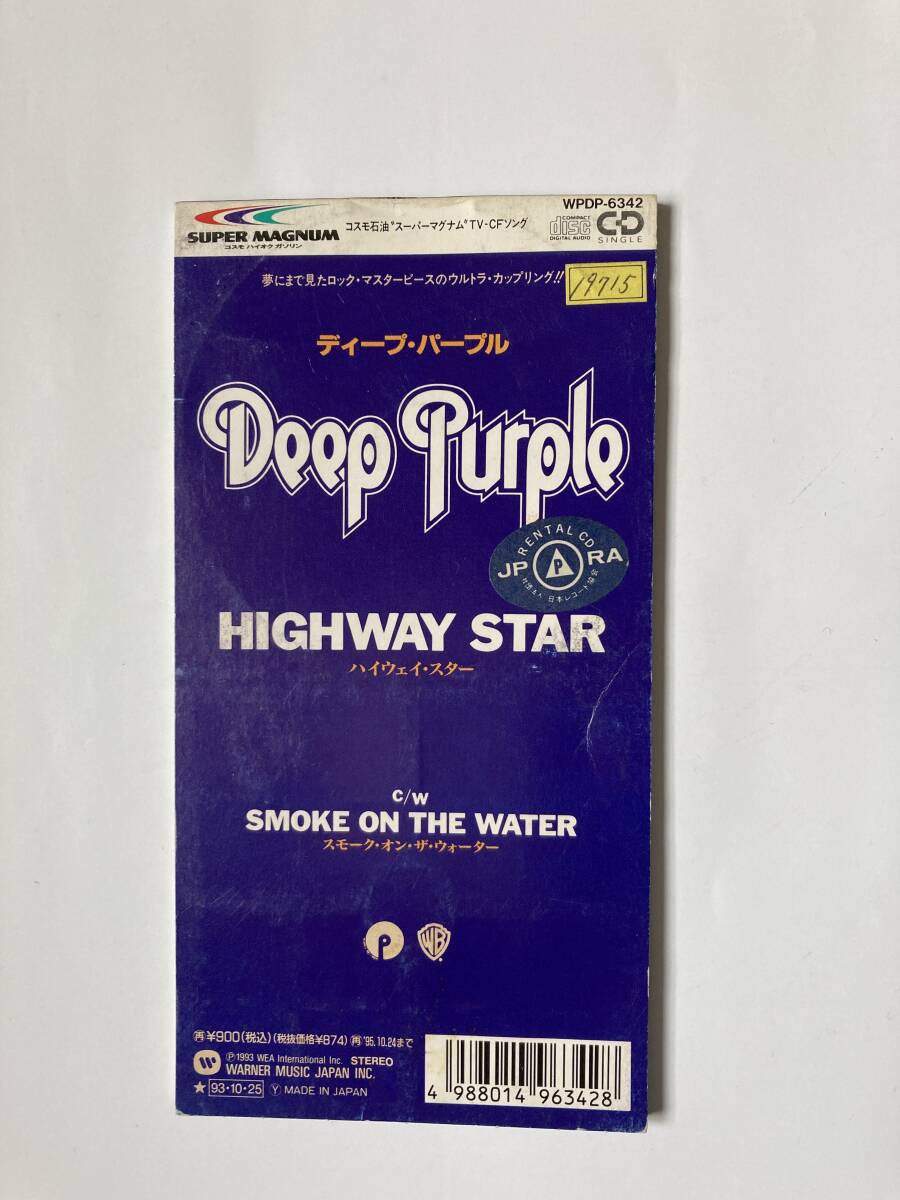 SUPER MAGNUM
コスモ ハイオク ガソリン
コスモ石油"スーパーマグナム"TV・CFソング
WPDP-6342
COMPACT
disc
DIGITAL AUDIO
CD
SINGLE
夢にまで見たロック・マスターピースのウルトラ・カップリング!!
19715
ディープ・パープル
Deep Purple
RENTAL CD
JP P RA
社団法人 日本レコード協会
HIGHWAY STAR
ハイウェイ・スター
c/w
SMOKE ON THE WATER
スモーク・オン・ザ・ウォーター
P
WB
再¥900(税込)(税抜価格¥874)再'95.10.24まで
Ⓟ1993 WEA International Inc. STEREO
WARNER MUSIC JAPAN INC.
★ 93・10・25 Ⓨ MADE IN JAPAN
4 988014 963428